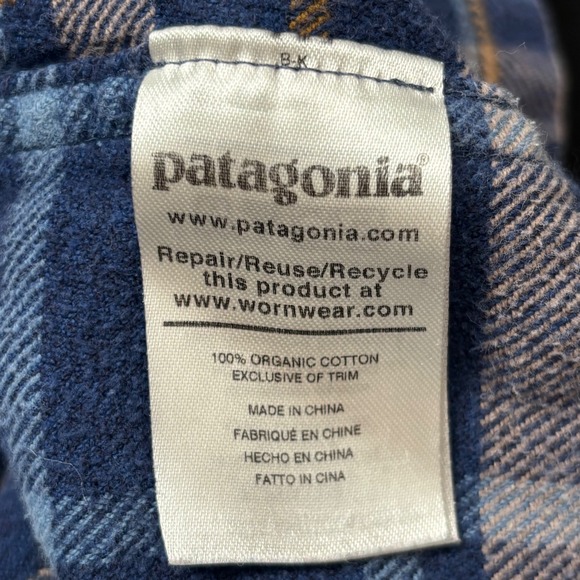 B-K
patagonia®
www.patagonia.com
Repair/Reuse/Recycle
this product at
www.wornwear.com
100% ORGANIC COTTON
EXCLUSIVE OF TRIM
MADE IN CHINA
FABRIQUÉ EN CHINE
HECHO EN CHINA
FATTO IN CINA